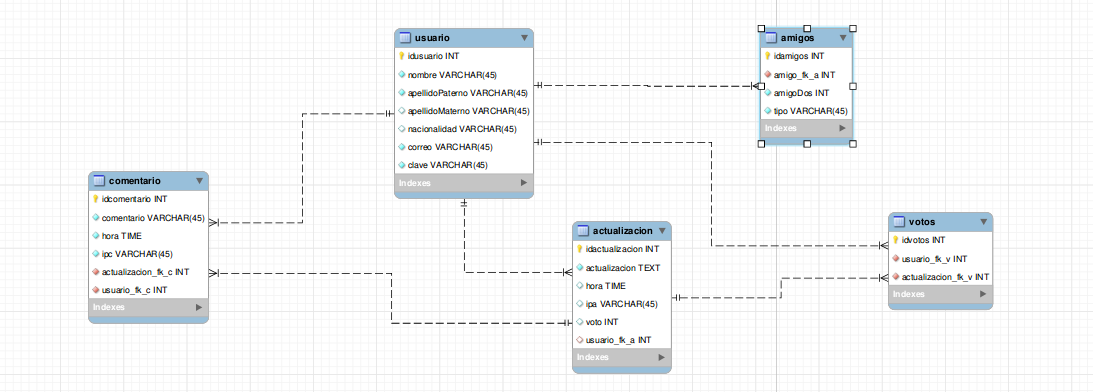 usuario
idusuario INT
nombre VARCHAR(45)
apellidoPaterno VARCHAR(45)
apellidoMaterno VARCHAR(45)
nacionalidad VARCHAR(45)
correo VARCHAR(45)
clave VARCHAR(45)
Indexes
amigos
idamigos INT
amigo_fk_a INT
amigoDos INT
tipo VARCHAR(45)
Indexes
comentario
idcomentario INT
comentario VARCHAR(45)
hora TIME
ipc VARCHAR(45)
actualizacion_fk_c INT
usuario_fk_c INT
Indexes
actualizacion
idactualizacion INT
actualizacion TEXT
hora TIME
ipa VARCHAR(45)
voto INT
usuario_fk_a INT
Indexes
votos
idvotos INT
usuario_fk_v INT
actualizacion_fk_v INT
Indexes